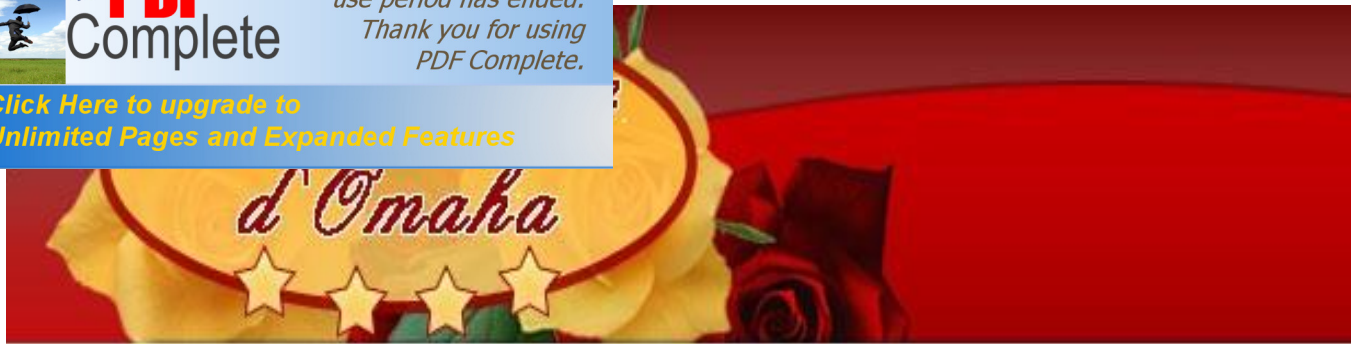 use period has ended.
Thank you for using
PDF Complete.
PDF
Complete
Click Here to upgrade to
Unlimited Pages and Expanded Features
d'Omaha